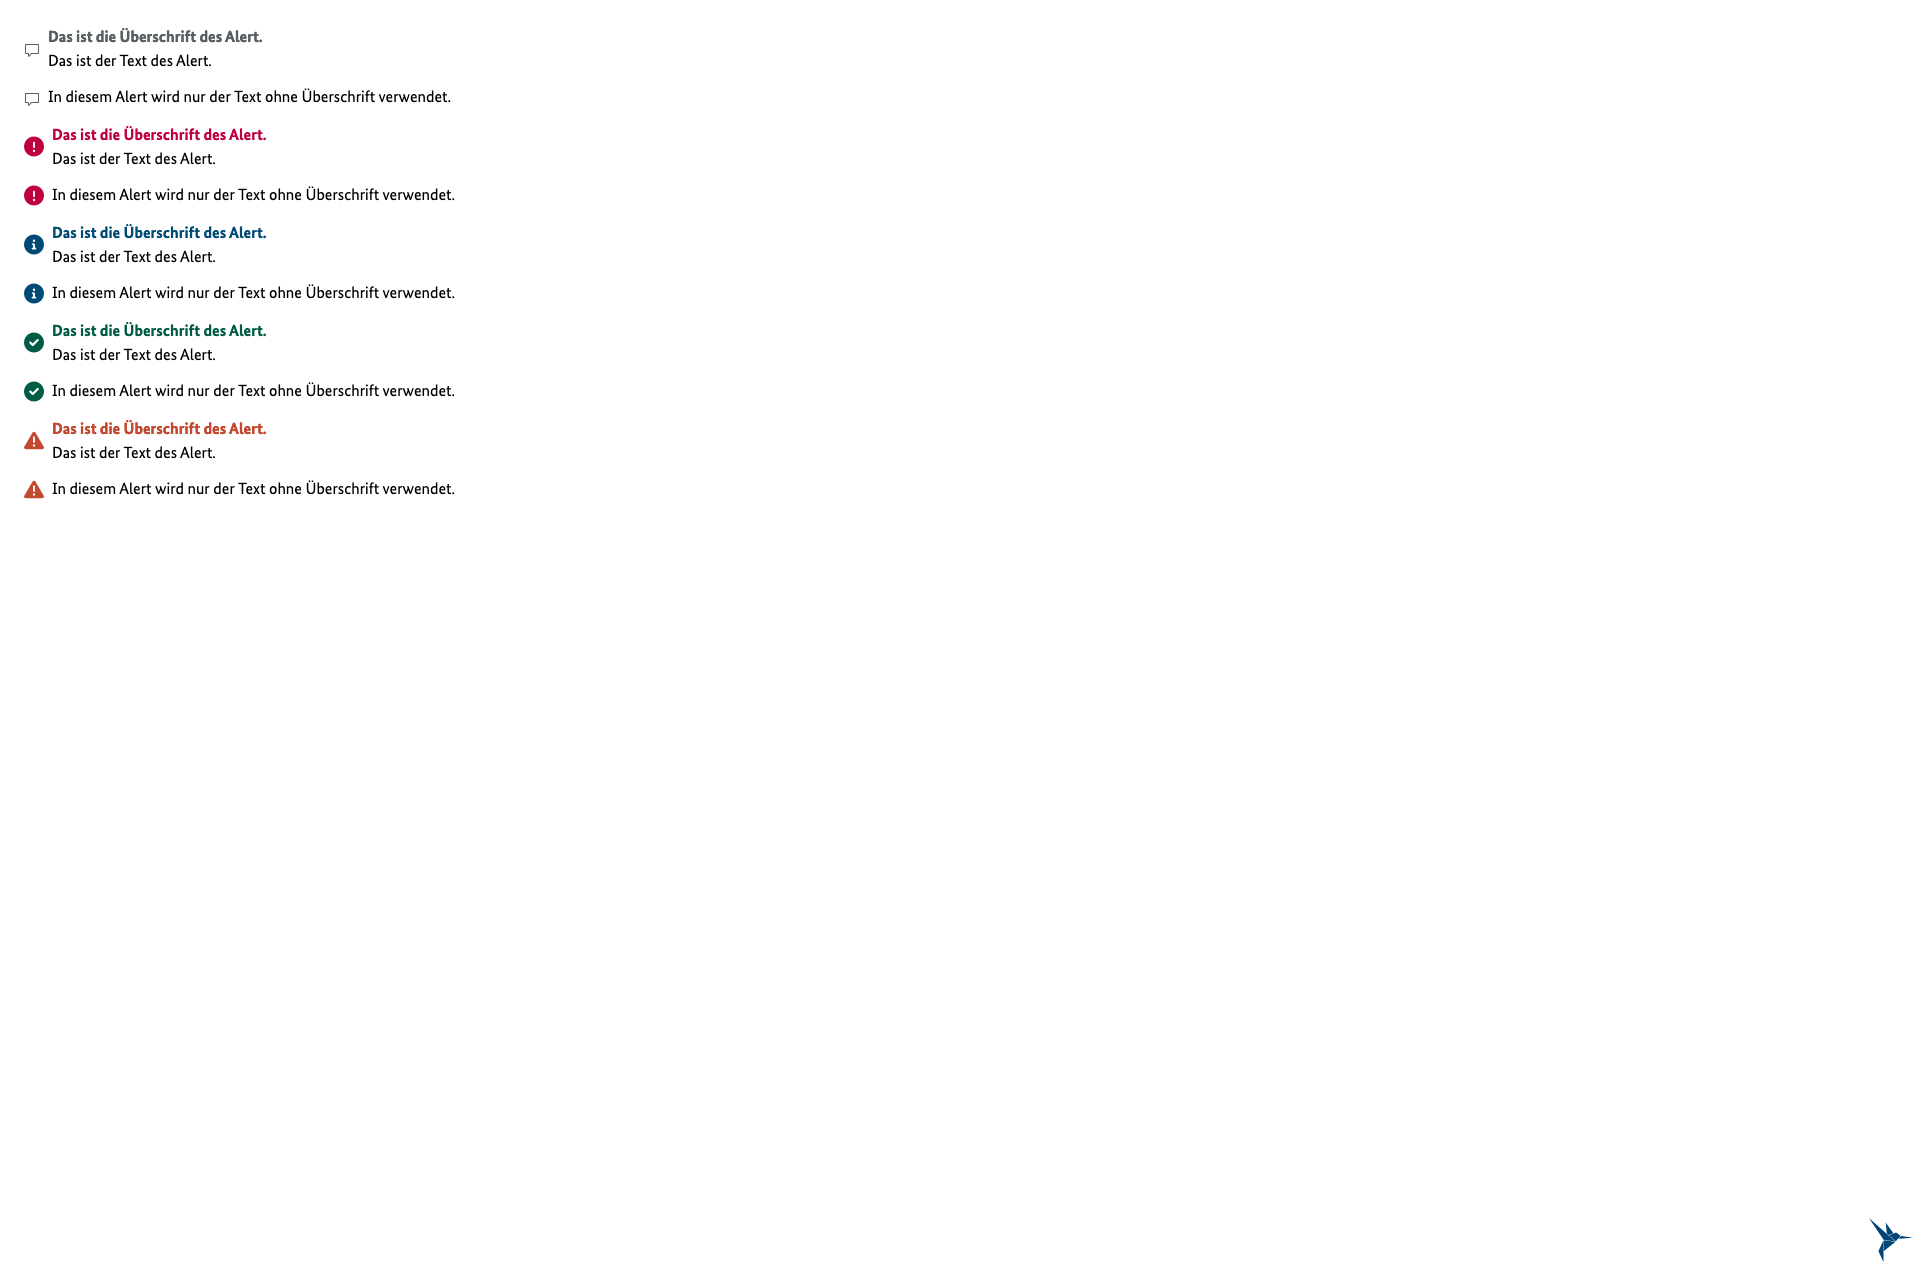 Das ist die Überschrift des Alert.
Das ist der Text des Alert.
In diesem Alert wird nur der Text ohne Überschrift verwendet.
Das ist die Überschrift des Alert.
Das ist der Text des Alert.
In diesem Alert wird nur der Text ohne Überschrift verwendet.
Das ist die Überschrift des Alert.
Das ist der Text des Alert.
In diesem Alert wird nur der Text ohne Überschrift verwendet.
Das ist die Überschrift des Alert.
Das ist der Text des Alert.
In diesem Alert wird nur der Text ohne Überschrift verwendet.
Das ist die Überschrift des Alert.
Das ist der Text des Alert.
In diesem Alert wird nur der Text ohne Überschrift verwendet.